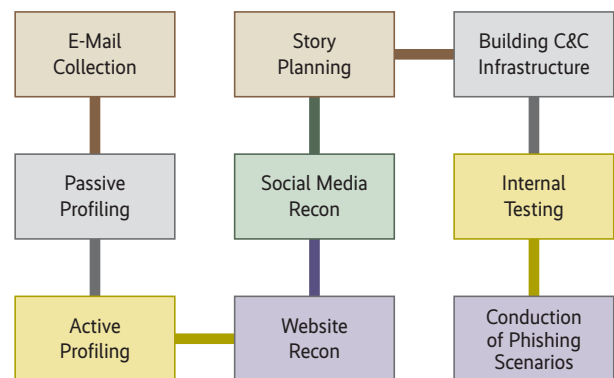 E-Mail
Collection
Story
Planning
Building C&C
Infrastructure
Passive
Profiling
Social Media
Recon
Internal
Testing
Active
Profiling
Website
Recon
Conduction
of Phishing
Scenarios